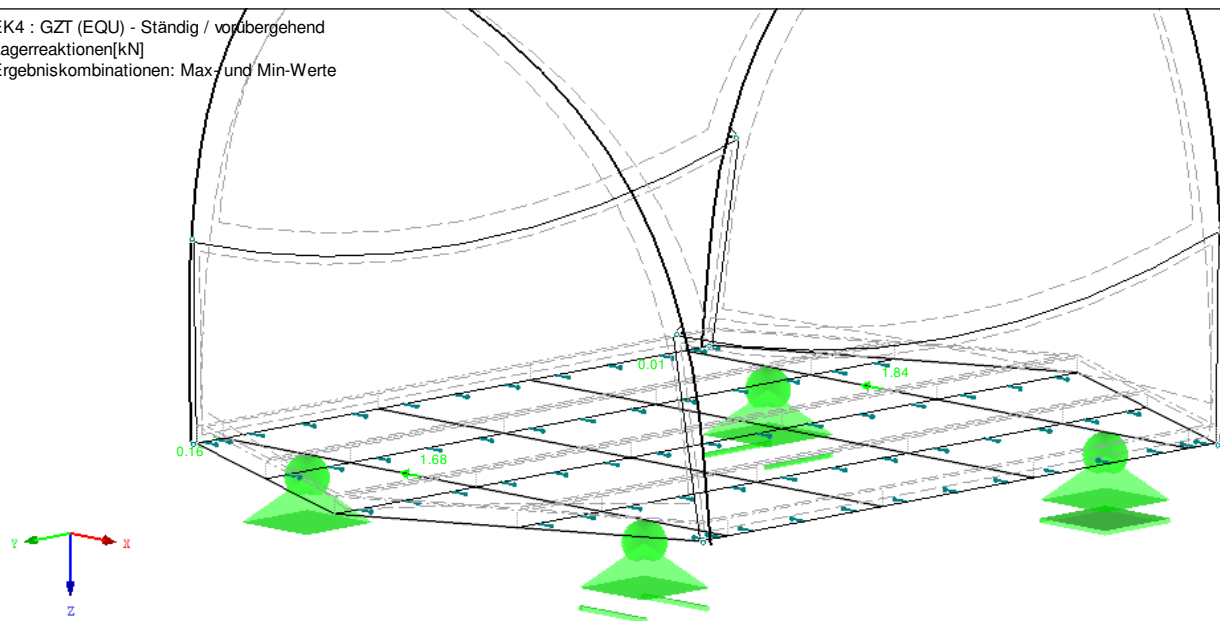 EK4 : GZT (EQU) - Ständig / vorübergehend
agerreaktionen[kN]
Ergebniskombinationen: Max- und Min-Werte
0.01
1.84
0.16
1.68
Y
X
Z